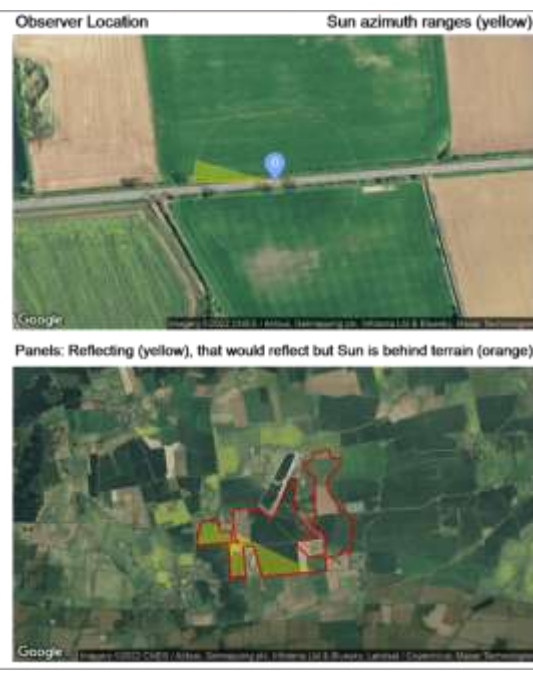 Observer Location Sun azimuth ranges (yellow)
Google
Panels: Reflecting (yellow), that would reflect but Sun is behind terrain (orange)
Google